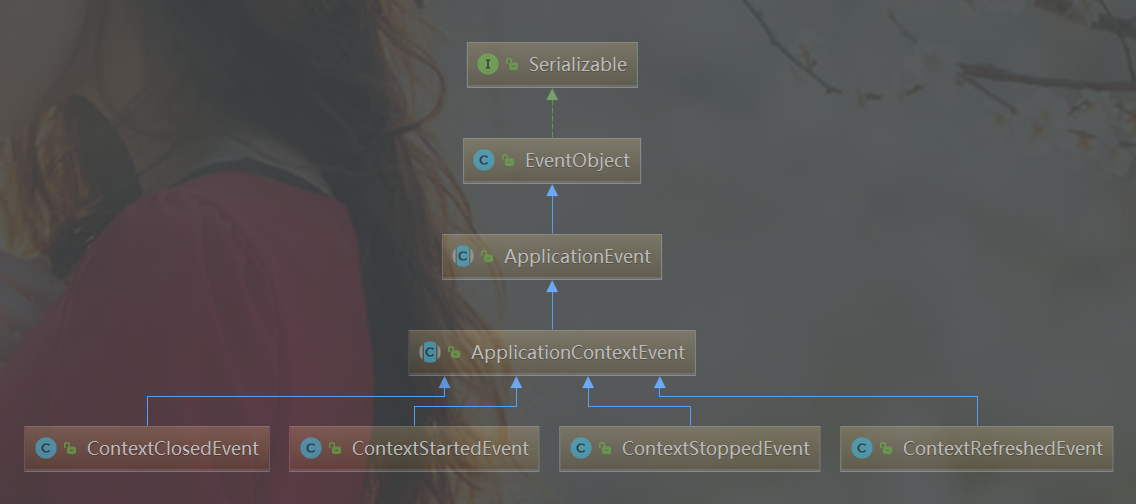 I Serializable
C EventObject
C ApplicationEvent
C ApplicationContextEvent
C ContextClosedEvent
C ContextStartedEvent
C ContextStoppedEvent
C ContextRefreshedEvent